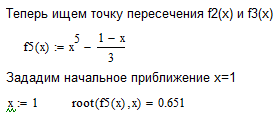 Теперь ищем точку пересечения f2(x) и f3(x)
f5(x) := x^5 - (1 - x)/3
Зададим начальное приближение x=1
x := 1 root(f5(x), x) = 0.651